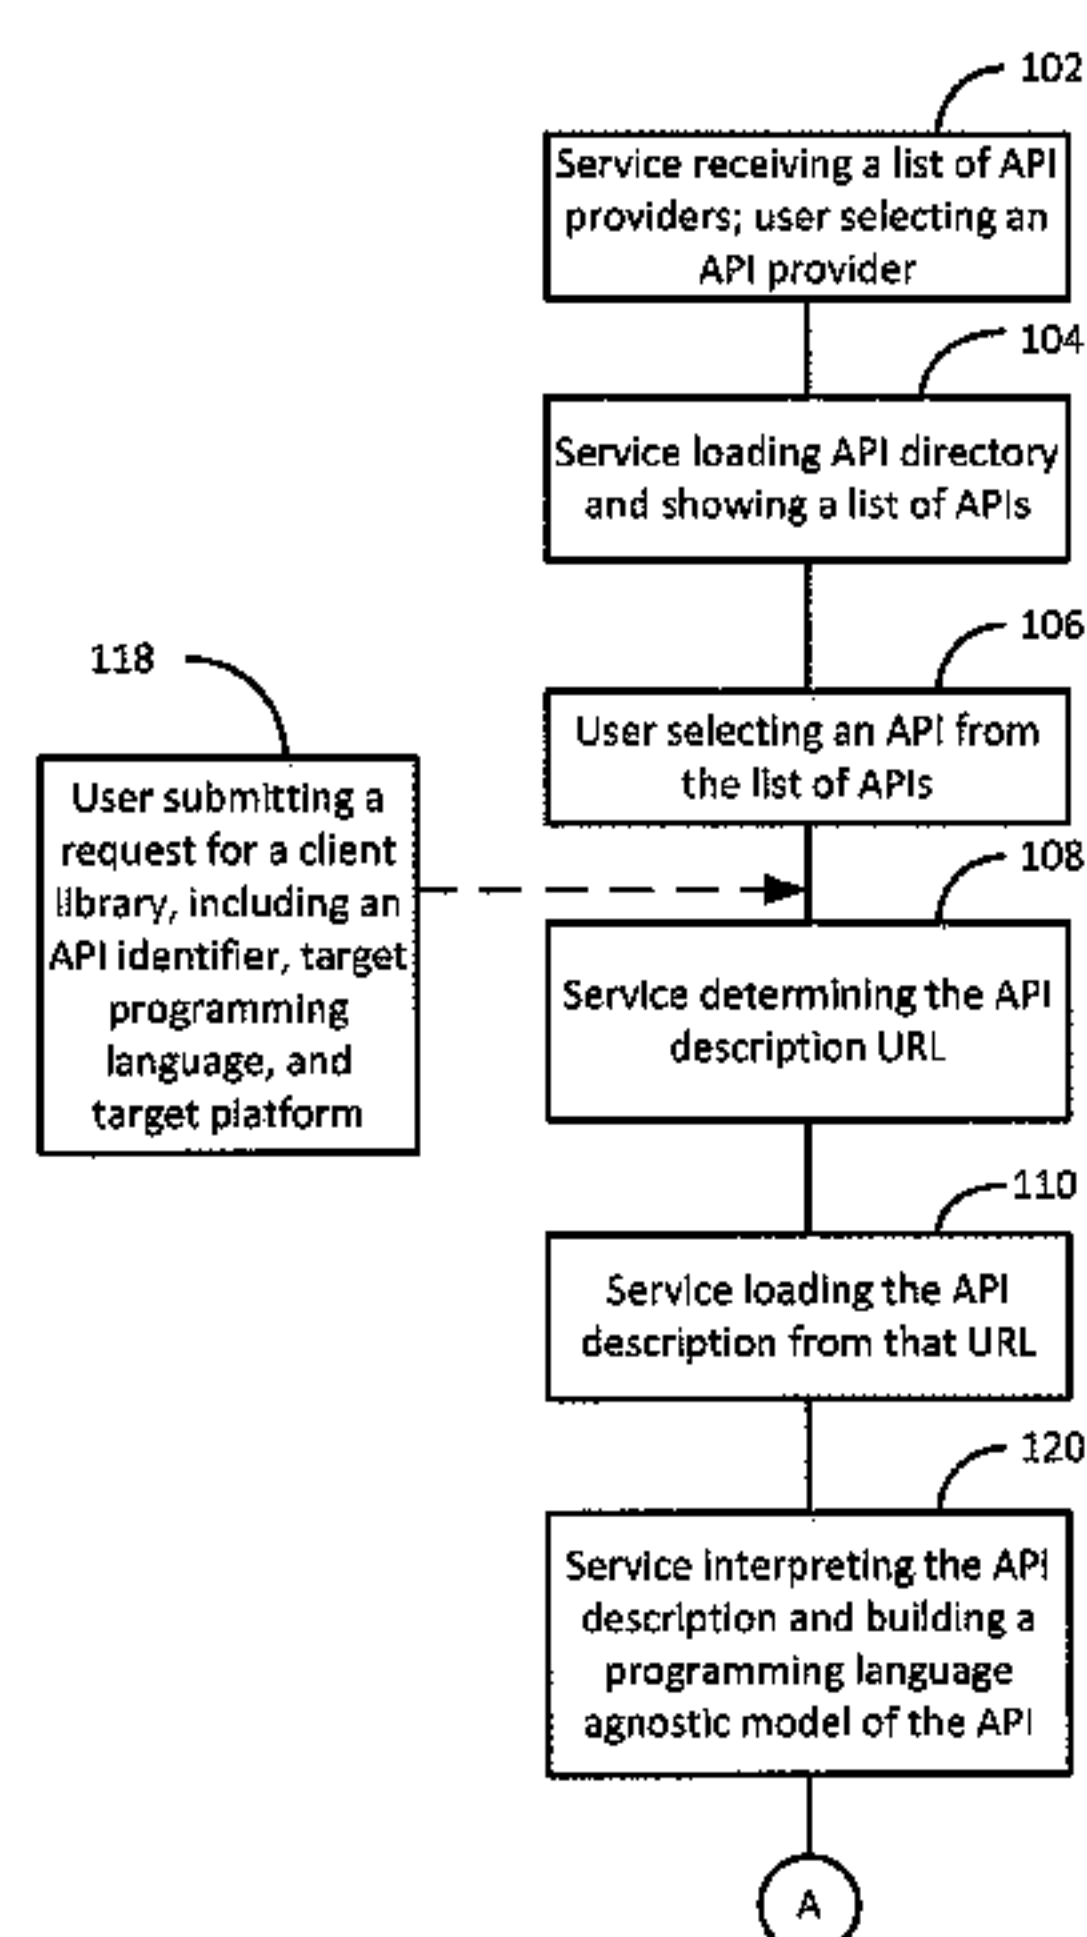 102
Service receiving a list of API
providers; user selecting an
API provider
104
Service loading API directory
and showing a list of APIs
106
User selecting an API from
the list of APIs
118
User submitting a
request for a client
library, including an
API identifier, target
programming
language, and
target platform
108
Service determining the API
description URL
110
Service loading the API
description from that URL
120
Service interpreting the API
description and building a
programming language
agnostic model of the API
A